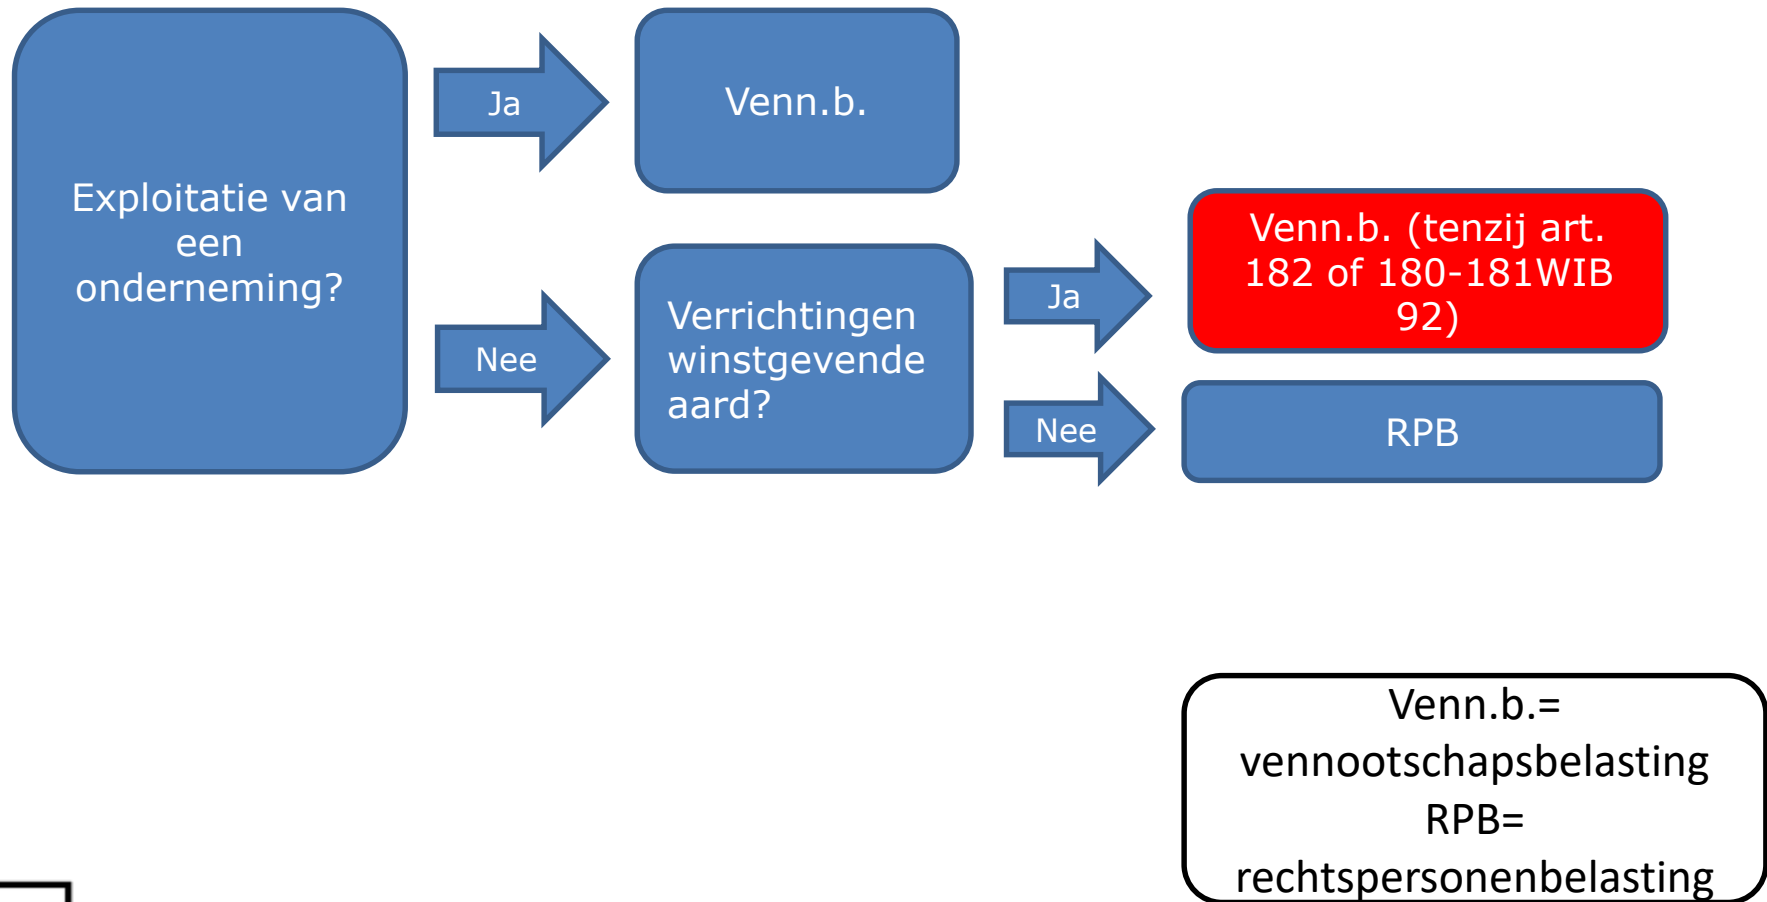 Exploitatie van
een
onderneming?
Ja
Venn.b.
Nee
Verrichtingen
winstgevende
aard?
Ja
Venn.b. (tenzij art.
182 of 180-181WIB
92)
Nee
RPB
Venn.b.=
vennootschapsbelasting
RPB=
rechtspersonenbelasting